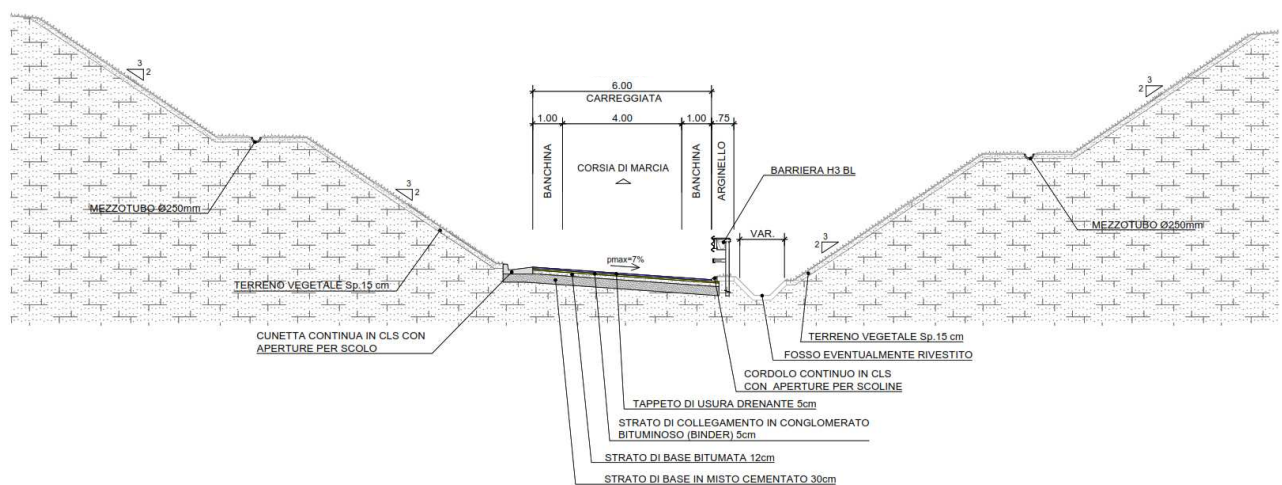 3
2
3
2
6.00
CARREGGIATA
1.00
4.00
1.00
.75
BANCHINA
CORSIA DI MARCIA
BANCHINA
ARGINELLO
BARRIERA H3 BL
MEZZOTUBO Ø250mm
3
2
MEZZOTUBO Ø250mm
3
2
VAR.
pmax=7%
TERRENO VEGETALE Sp.15 cm
CUNETTA CONTINUA IN CLS CON
APERTURE PER SCOLO
TERRENO VEGETALE Sp.15 cm
FOSSO EVENTUALMENTE RIVESTITO
CORDOLO CONTINUO IN CLS
CON APERTURE PER SCOLINE
TAPPETO DI USURA DRENANTE 5cm
STRATO DI COLLEGAMENTO IN CONGLOMERATO
BITUMINOSO (BINDER) 5cm
STRATO DI BASE BITUMATA 12cm
STRATO DI BASE IN MISTO CEMENTATO 30cm